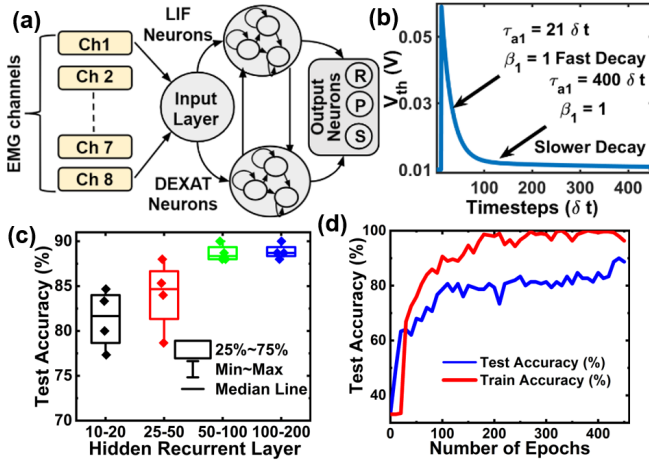 (a)
LIF
Neurons
EMG channels
Ch1
Ch 2
Ch 7
Ch 8
Input
Layer
DEXAT
Neurons
Output
Neurons
R
P
S
(b)
V_th (V)
0.05
0.03
0.01
τ_a1 = 21 δ t
β_1 = 1 Fast Decay
τ_a1 = 400 δ t
β_1 = 1
Slower Decay
100 200 300 400
Timesteps (δ t)
(c)
Test Accuracy (%)
90
85
80
75
70
25%~75%
Min~Max
Median Line
10-20 25-50 50-100 100-200
Hidden Recurrent Layer
(d)
Test Accuracy (%)
100
80
60
40
Test Accuracy (%)
Train Accuracy (%)
0 100 200 300 400
Number of Epochs